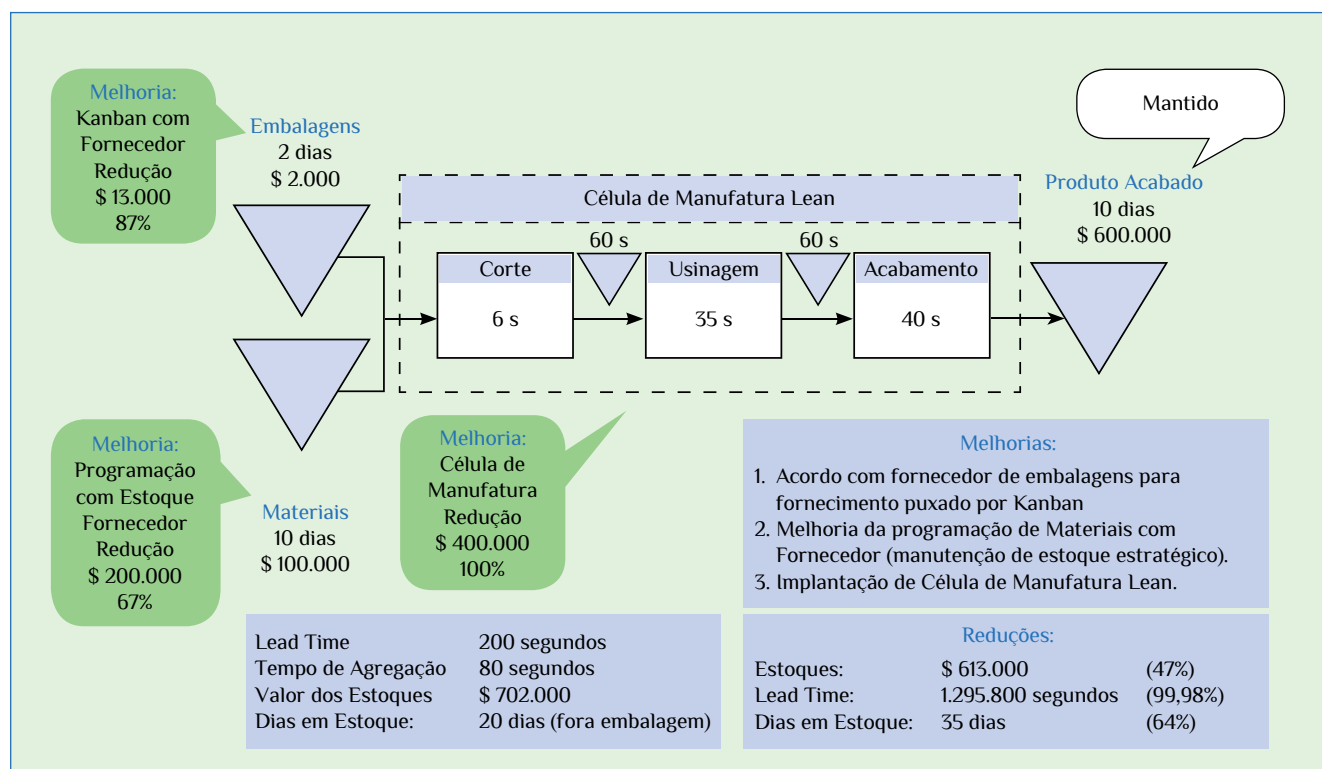 Melhoria:
Kanban com
Fornecedor
Redução
$ 13.000
87%
Embalagens
2 dias
$ 2.000
Mantido
Produto Acabado
10 dias
$ 600.000
Célula de Manufatura Lean
60 s
60 s
Corte
6 s
Usinagem
35 s
Acabamento
40 s
Melhoria:
Programação
com Estoque
Fornecedor
Redução
$ 200.000
67%
Materiais
10 dias
$ 100.000
Melhoria:
Célula de
Manufatura
Redução
$ 400.000
100%
Melhorias:
1. Acordo com fornecedor de embalagens para
fornecimento puxado por Kanban
2. Melhoria da programação de Materiais com
Fornecedor (manutenção de estoque estratégico).
3. Implantação de Célula de Manufatura Lean.
Lead Time 200 segundos
Tempo de Agregação 80 segundos
Valor dos Estoques $ 702.000
Dias em Estoque: 20 dias (fora embalagem)
Reduções:
Estoques: $ 613.000 (47%)
Lead Time: 1.295.800 segundos (99,98%)
Dias em Estoque: 35 dias (64%)